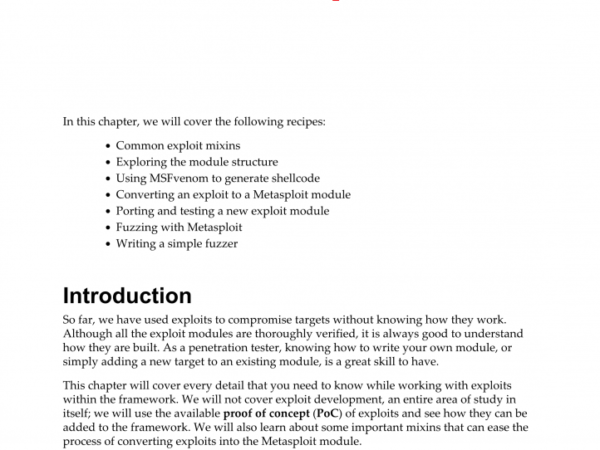 In this chapter, we will cover the following recipes:
• Common exploit mixins
• Exploring the module structure
• Using MSFvenom to generate shellcode
• Converting an exploit to a Metasploit module
• Porting and testing a new exploit module
• Fuzzing with Metasploit
• Writing a simple fuzzer
Introduction
So far, we have used exploits to compromise targets without knowing how they work.
Although all the exploit modules are thoroughly verified, it is always good to understand
how they are built. As a penetration tester, knowing how to write your own module, or
simply adding a new target to an existing module, is a great skill to have.
This chapter will cover every detail that you need to know while working with exploits
within the framework. We will not cover exploit development, an entire area of study in
itself; we will use the available proof of concept (PoC) of exploits and see how they can be
added to the framework. We will also learn about some important mixins that can ease the
process of converting exploits into the Metasploit module.